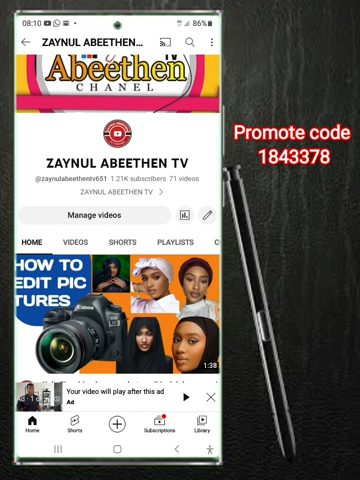 08:10
86%
ZAYNUL ABEETHEN...
TV
Abeethen
CHANEL
Promote code
1843378
ZAYNUL ABEETHEN TV
@zaynulabeethentv651 1.21K subscribers 71 videos
ZAYNUL ABEETHEN TV
Manage videos
HOME VIDEOS SHORTS PLAYLISTS C
HOW TO
EDIT PIC
TURES
1:38
Your video will play after this ad
Ad
Home Shorts Subscriptions Library